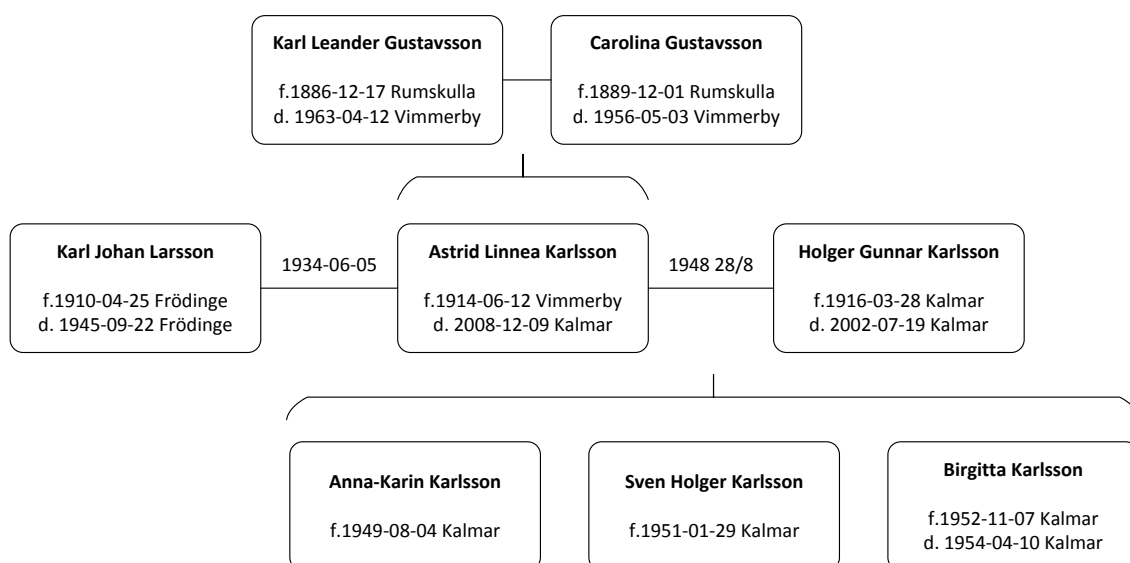 Karl Leander Gustavsson
f.1886-12-17 Rumskulla
d. 1963-04-12 Vimmerby
Carolina Gustavsson
f.1889-12-01 Rumskulla
d. 1956-05-03 Vimmerby
Karl Johan Larsson
f.1910-04-25 Frödinge
d. 1945-09-22 Frödinge
1934-06-05
Astrid Linnea Karlsson
f.1914-06-12 Vimmerby
d. 2008-12-09 Kalmar
1948 28/8
Holger Gunnar Karlsson
f.1916-03-28 Kalmar
d. 2002-07-19 Kalmar
Anna-Karin Karlsson
f.1949-08-04 Kalmar
Sven Holger Karlsson
f.1951-01-29 Kalmar
Birgitta Karlsson
f.1952-11-07 Kalmar
d. 1954-04-10 Kalmar